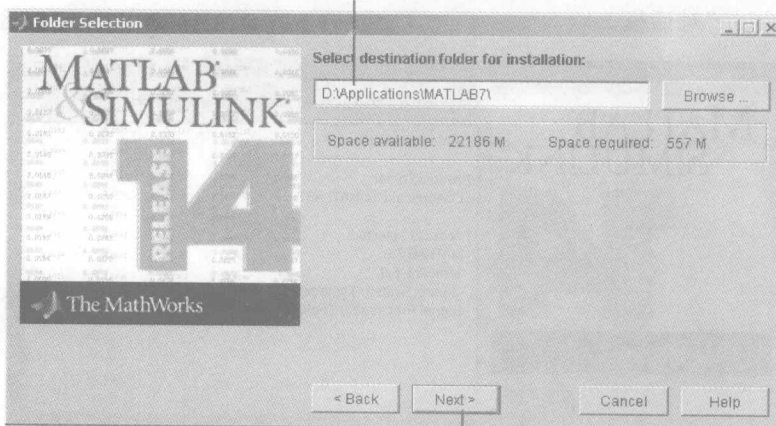 Folder Selection
MATLAB®
& SIMULINK®
RELEASE
14
The MathWorks
Select destination folder for installation:
D:\Applications\MATLAB7\
Browse ...
Space available: 22186 M Space required: 557 M
< Back Next > Cancel Help